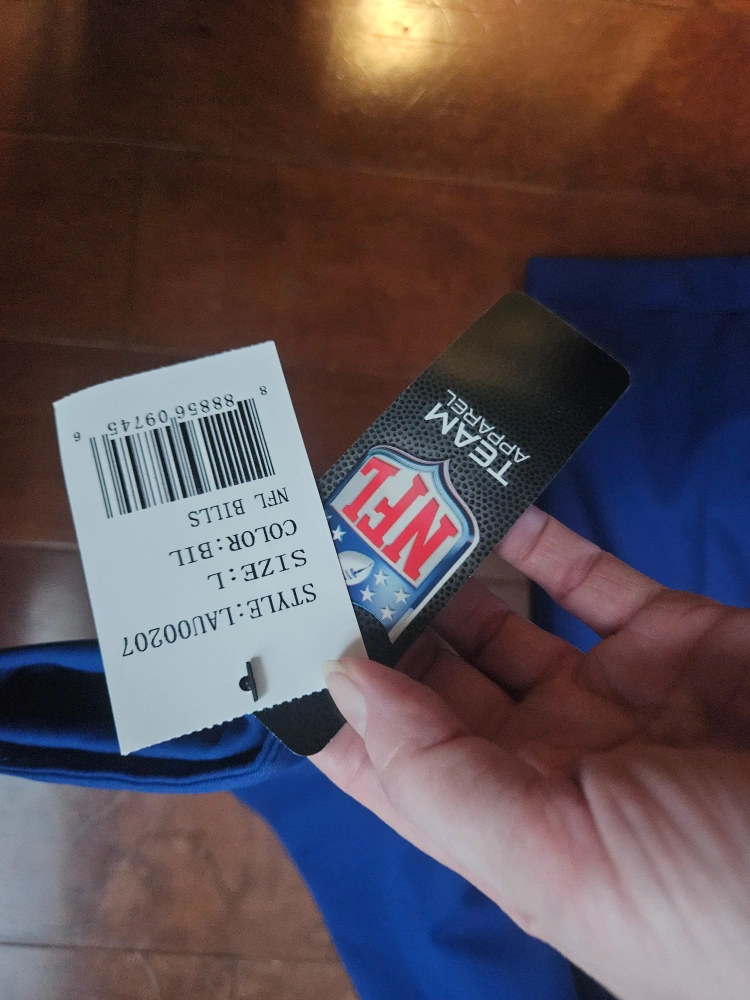 STYLE:LAU00207
SIZE:L
COLOR:BIL
NFL BILLS
8 88856 09745 6
NFL
TEAM
APPAREL